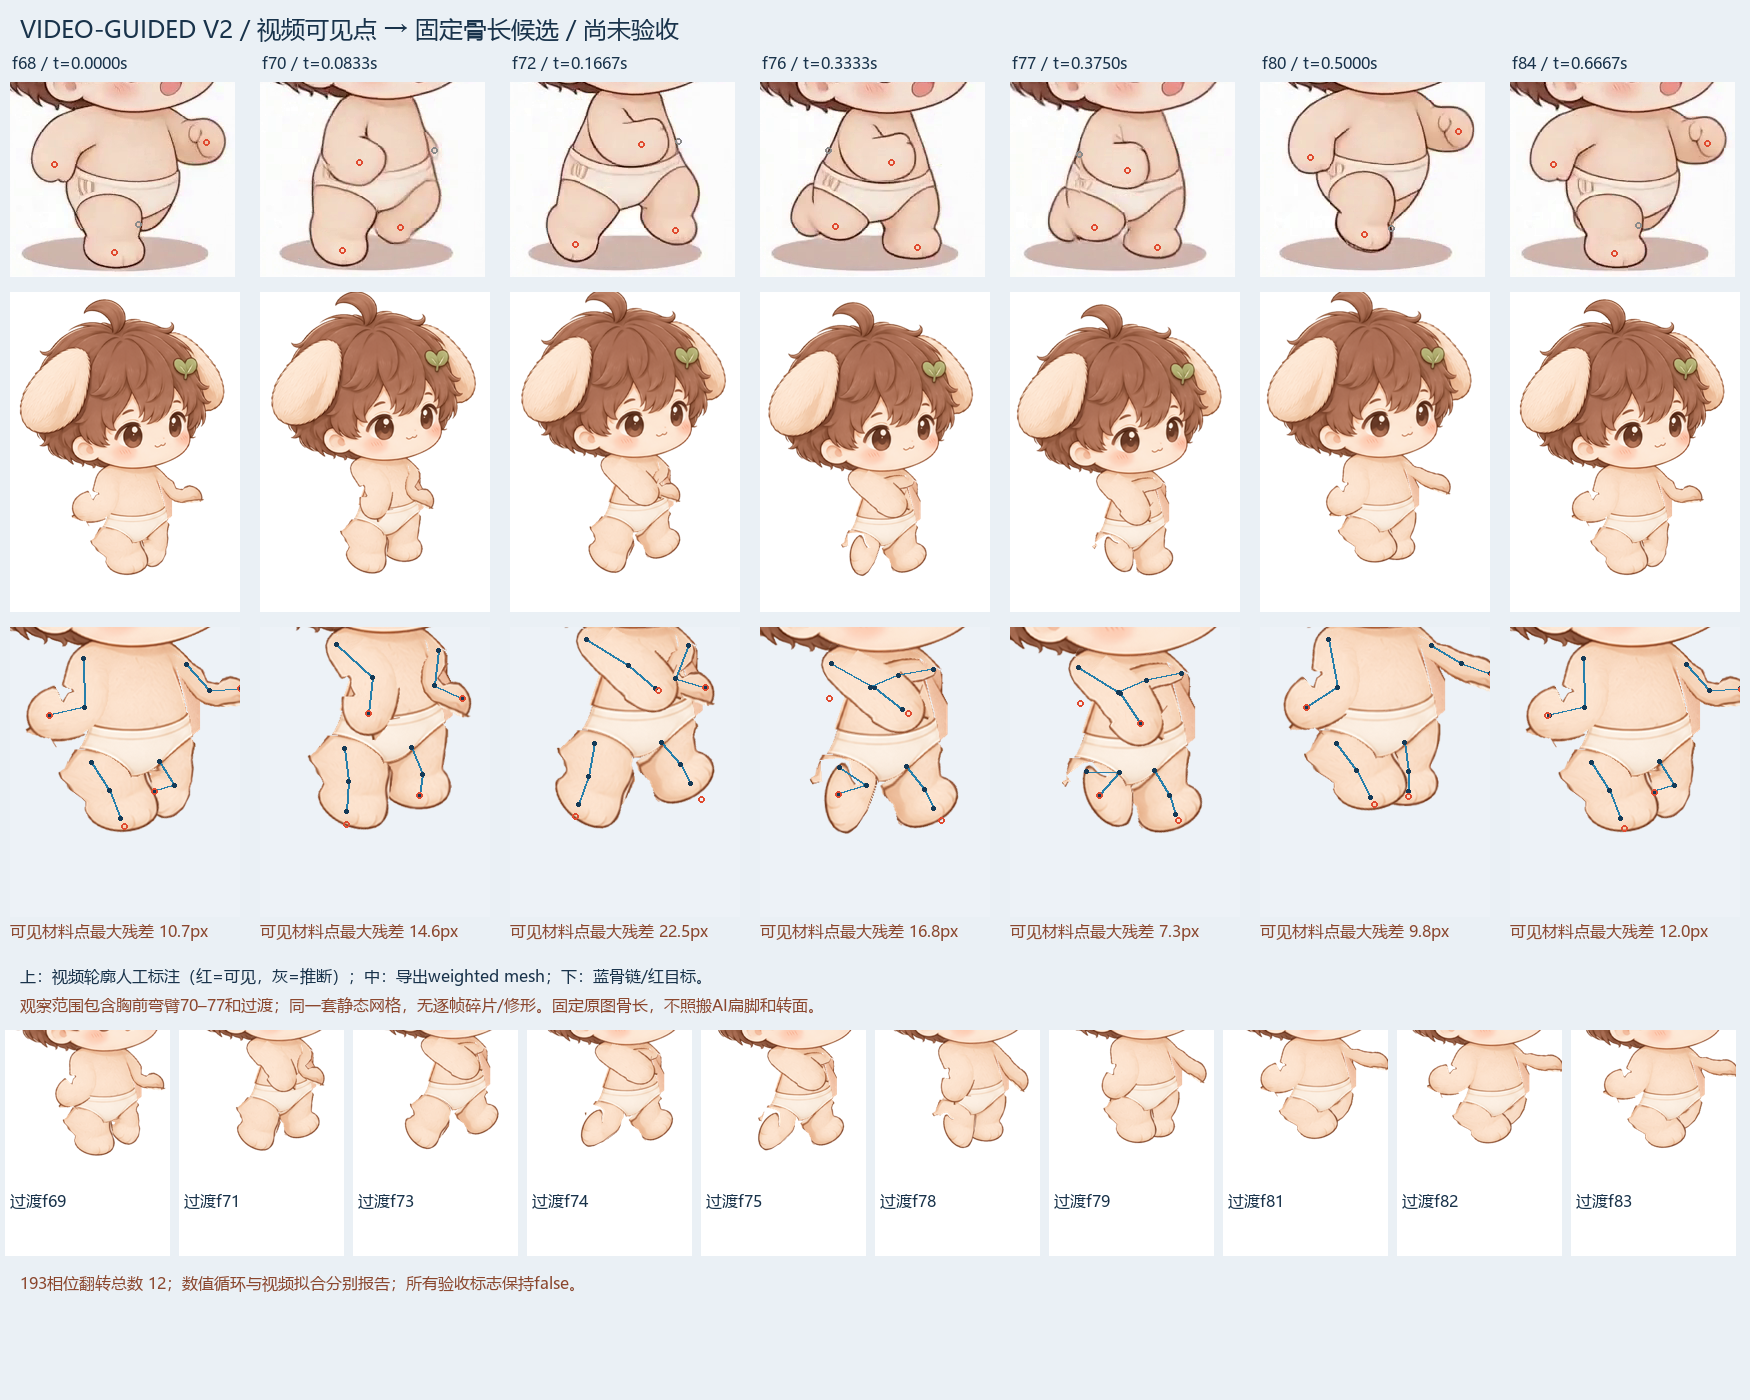 VIDEO-GUIDED V2 / 视频可见点 → 固定骨长候选 / 尚未验收
f68 / t=0.0000s
f70 / t=0.0833s
f72 / t=0.1667s
f76 / t=0.3333s
f77 / t=0.3750s
f80 / t=0.5000s
f84 / t=0.6667s
可见材料点最大残差 10.7px
可见材料点最大残差 14.6px
可见材料点最大残差 22.5px
可见材料点最大残差 16.8px
可见材料点最大残差 7.3px
可见材料点最大残差 9.8px
可见材料点最大残差 12.0px
上：视频轮廓人工标注（红=可见，灰=推断）；中：导出weighted mesh；下：蓝骨链/红目标。
观察范围包含胸前弯臂70–77和过渡；同一套静态网格，无逐帧碎片/修形。固定原图骨长，不照搬AI扁脚和转面。
过渡f69
过渡f71
过渡f73
过渡f74
过渡f75
过渡f78
过渡f79
过渡f81
过渡f82
过渡f83
193相位翻转总数 12；数值循环与视频拟合分别报告；所有验收标志保持false。